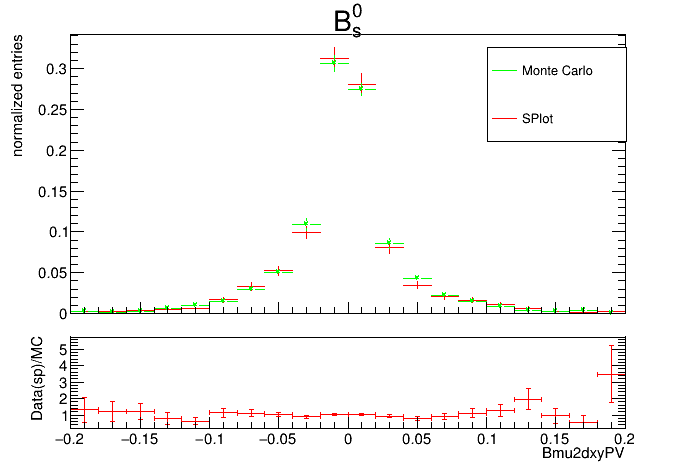 B_s^0
normalized entries
0.3
0.25
0.2
0.15
0.1
0.05
0
Monte Carlo
SPlot
Data(sp)/MC
5
4
3
2
1
−0.2 −0.15 −0.1 −0.05 0 0.05 0.1 0.15 0.2
Bmu2dxyPV